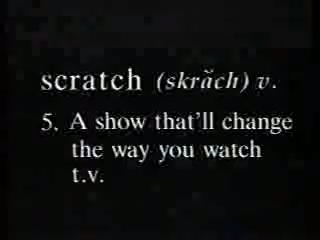 scratch (skrăch) v.
5. A show that'll change
the way you watch
t.v.